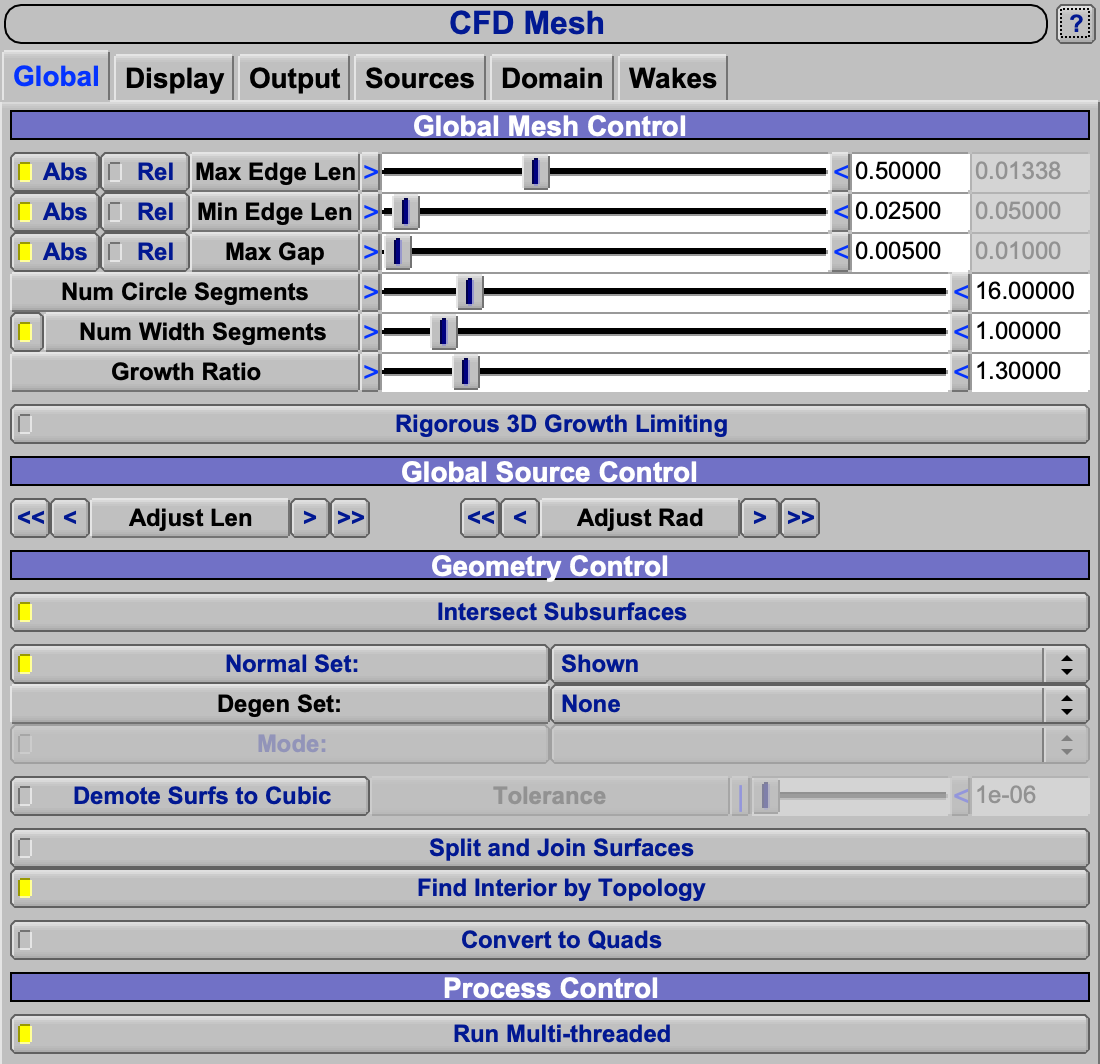 CFD Mesh ?
Global Display Output Sources Domain Wakes
Global Mesh Control
Abs Rel Max Edge Len > < 0.50000 0.01338
Abs Rel Min Edge Len > < 0.02500 0.05000
Abs Rel Max Gap > < 0.00500 0.01000
Num Circle Segments > < 16.00000
Num Width Segments > < 1.00000
Growth Ratio > < 1.30000
Rigorous 3D Growth Limiting
Global Source Control
<< < Adjust Len > >> << < Adjust Rad > >>
Geometry Control
Intersect Subsurfaces
Normal Set: Shown
Degen Set: None
Mode:
Demote Surfs to Cubic Tolerance | < 1e-06
Split and Join Surfaces
Find Interior by Topology
Convert to Quads
Process Control
Run Multi-threaded